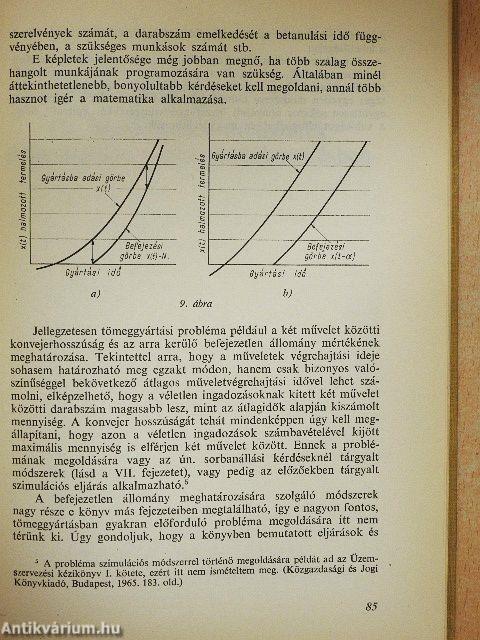 szerelvények számát, a darabszám emelkedését a betanulási idő függ-
vényében, a szükséges munkások számát stb.
E képletek jelentősége még jobban megnő, ha több szalag össze-
hangolt munkájának programozására van szükség. Általában minél
áttekinthetetlenebb, bonyolultabb kérdéseket kell megoldani, annál több
hasznot igér a matematika alkalmazása.
x(t) halmozott termelés
Gyártásba adási görbe
x(t)
Befejezési
görbe x(t)-N.
Gyártási idő
a)
x(t) halmozott termelés
Gyártásba adási görbe x(t)
Befejezési
görbe x(t-α)
Gyártási idő
b)
9. ábra
Jellegzetesen tömeggyártási probléma például a két művelet közötti
konvejerhosszúság és az arra kerülő befejezetlen állomány mértékének
meghatározása. Tekintettel arra, hogy a műveletek végrehajtási ideje
sohasem határozható meg egzakt módon, hanem csak bizonyos való-
színűséggel bekövetkező átlagos műveletvégrehajtási idővel lehet szá-
molni, elképzelhető, hogy a véletlen ingadozásoknak kitett két művelet
közötti darabszám magasabb lesz, mint az átlagidők alapján kiszámolt
mennyiség. A konvejer hosszúságát tehát mindenképpen úgy kell meg-
állapítani, hogy azon a véletlen ingadozások számbavételével kijött
maximális mennyiség is elférjen két művelet között. Ennek a problé-
mának megoldására vagy az ún. sorbanállási kérdéseknél tárgyalt
módszerek (lásd a VII. fejezetet), vagy pedig az előzőekben tárgyalt
szimulációs eljárás alkalmazható.⁵
A befejezetlen állomány meghatározására szolgáló módszerek
nagy része e könyv más fejezeteiben megtalálható, így e nagyon fontos,
tömeggyártásban gyakran előforduló probléma megoldására itt nem
térünk ki. Úgy gondoljuk, hogy a könyvben bemutatott eljárások és
⁵ A probléma szimulációs módszerrel történő megoldására példát ad az Üzem-
szervezési kézikönyv I. kötete, ezért itt nem ismételtem meg. (Közgazdasági és Jogi
Könyvkiadó, Budapest, 1965. 183. old.)
85
Antikvárium.hu